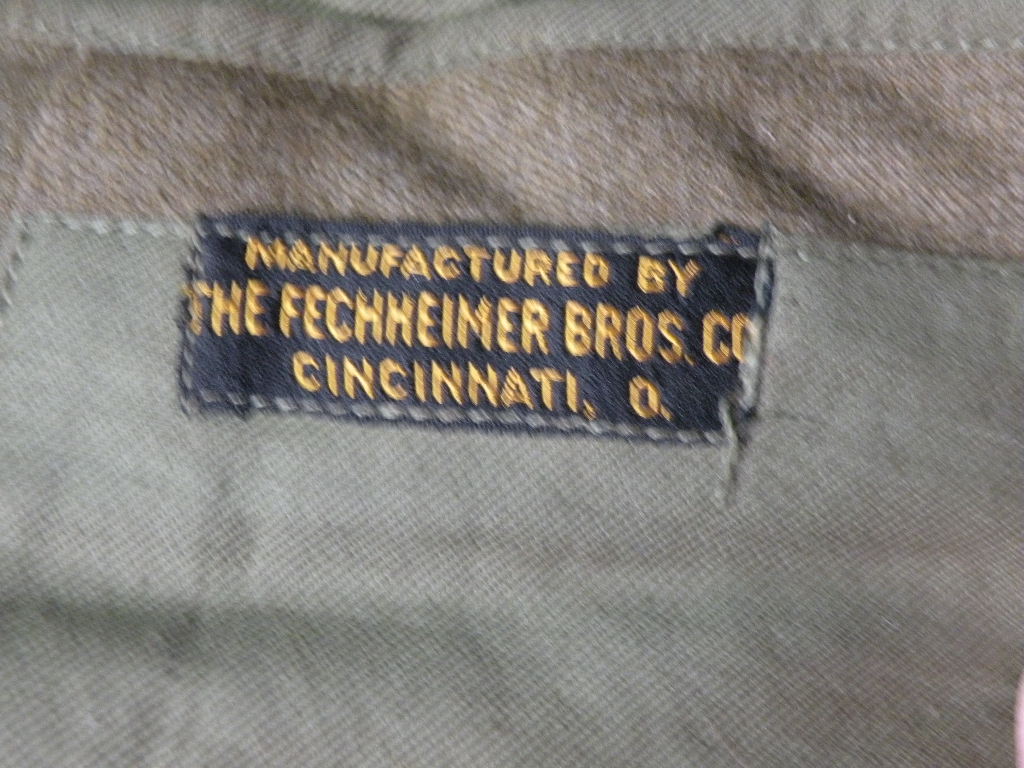 MANUFACTURED BY
THE FECHHEIMER BROS. CO
CINCINNATI, O.